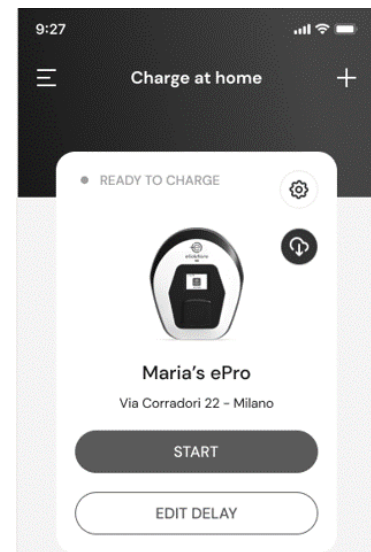 9:27
Charge at home
READY TO CHARGE
Maria’s ePro
Via Corradori 22 - Milano
START
EDIT DELAY